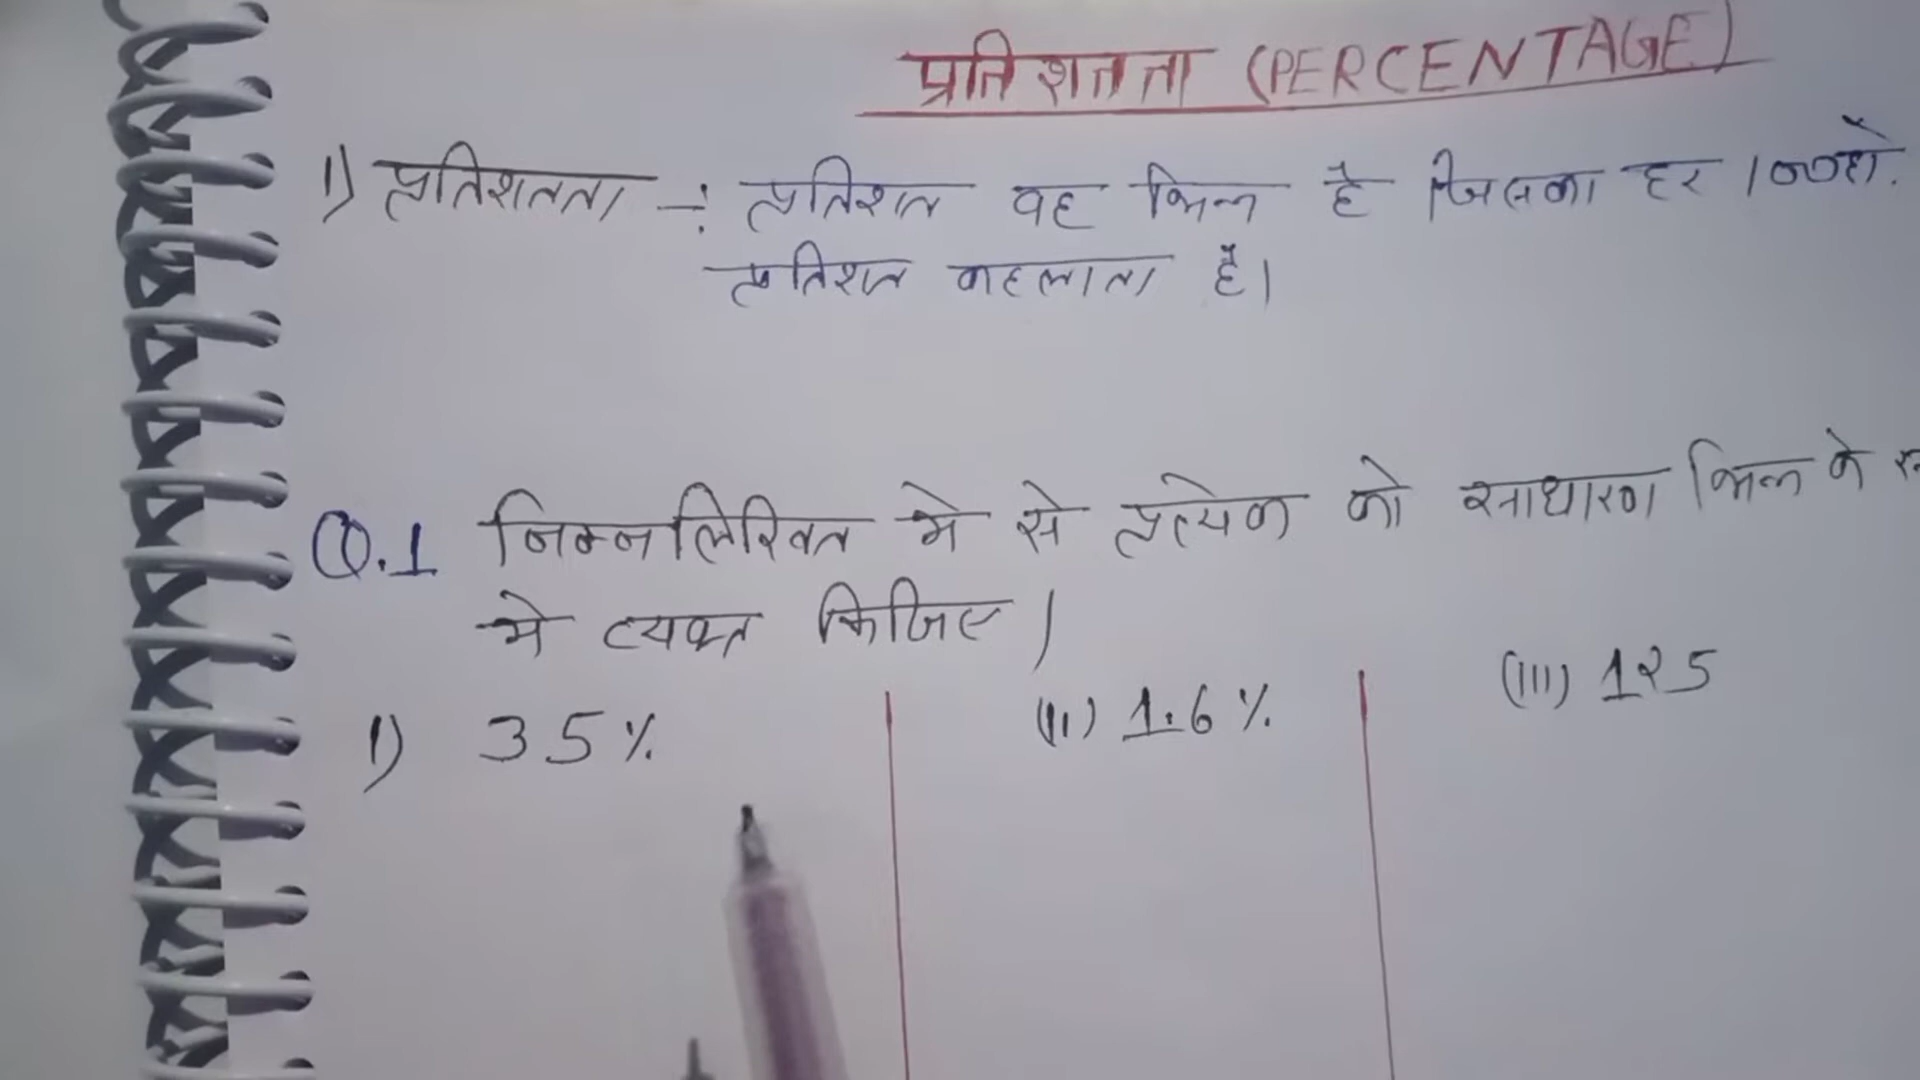 प्रतिशतता (PERCENTAGE)
1) प्रतिशतता -: प्रतिशत वह भिन्न है जिसका हर 100हो.
प्रतिशत कहलाता है।
Q.1 निम्नलिखित मे से प्रत्येक को साधारण भिन्न के
मे व्यक्त किजिए।
1) 35% (ii) 1.6% (iii) 125